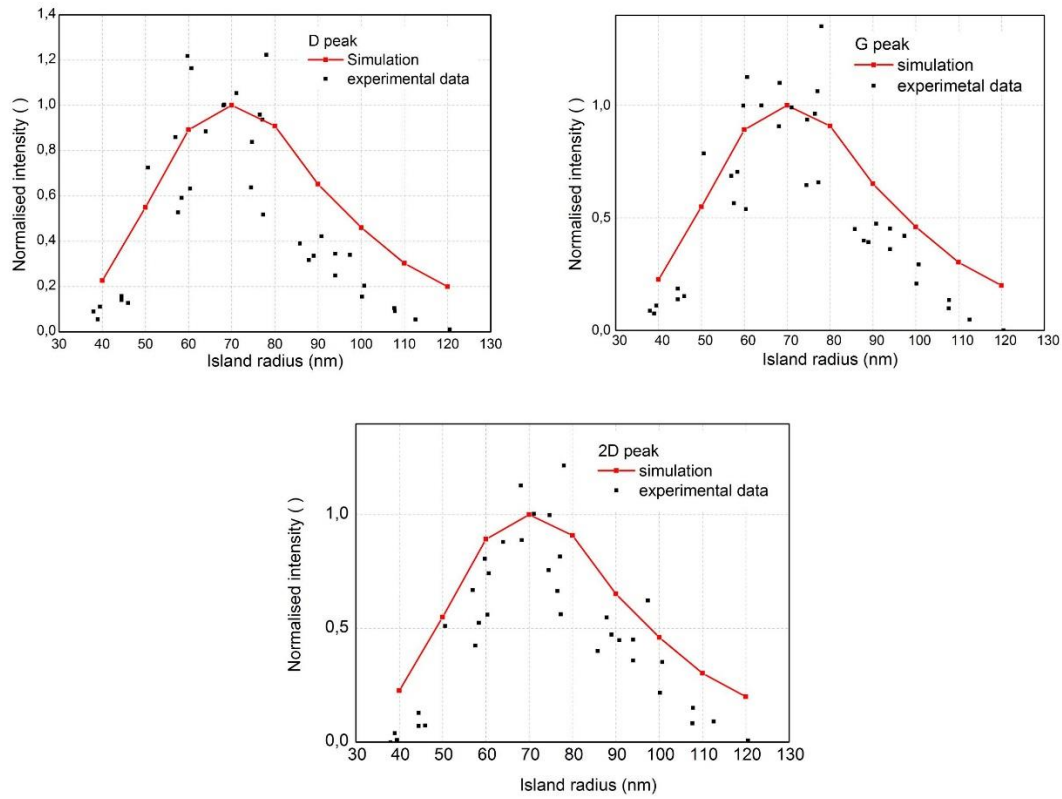 D peak
Simulation
experimental data
1,4
1,2
1,0
0,8
0,6
0,4
0,2
0,0
Normalised intensity ( )
30 40 50 60 70 80 90 100 110 120 130
Island radius (nm)
G peak
simulation
experimetal data
1,0
0,5
0,0
Normalised intensity ( )
30 40 50 60 70 80 90 100 110 120 130
Island radius (nm)
2D peak
simulation
experimental data
1,0
0,5
0,0
Normalised intensity ( )
30 40 50 60 70 80 90 100 110 120 130
Island radius (nm)